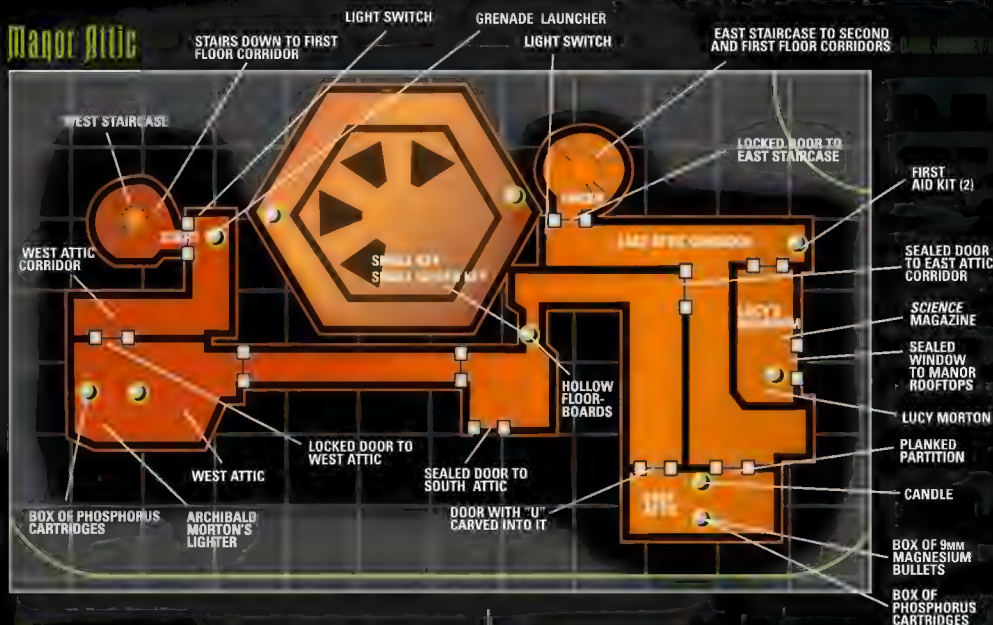 Manor Attic
LIGHT SWITCH
GRENADE LAUNCHER
STAIRS DOWN TO FIRST
FLOOR CORRIDOR
LIGHT SWITCH
EAST STAIRCASE TO SECOND
AND FIRST FLOOR CORRIDORS
WEST STAIRCASE
LOCKED DOOR TO
EAST STAIRCASE
FIRST
AID KIT (2)
WEST ATTIC
CORRIDOR
EAST ATTIC CORRIDOR
SEALED DOOR
TO EAST ATTIC
CORRIDOR
SCIENCE
MAGAZINE
LUCY'S
SEALED
WINDOW
TO MANOR
ROOFTOPS
HOLLOW
FLOOR-
BOARDS
LUCY MORTON
LOCKED DOOR TO
WEST ATTIC
PLANKED
PARTITION
WEST ATTIC
SEALED DOOR TO
SOUTH ATTIC
CANDLE
BOX OF PHOSPHORUS
CARTRIDGES
ARCHIBALD
MORTON'S
LIGHTER
DOOR WITH "U"
CARVED INTO IT
BOX OF 9MM
MAGNESIUM
BULLETS
BOX OF
PHOSPHORUS
CARTRIDGES